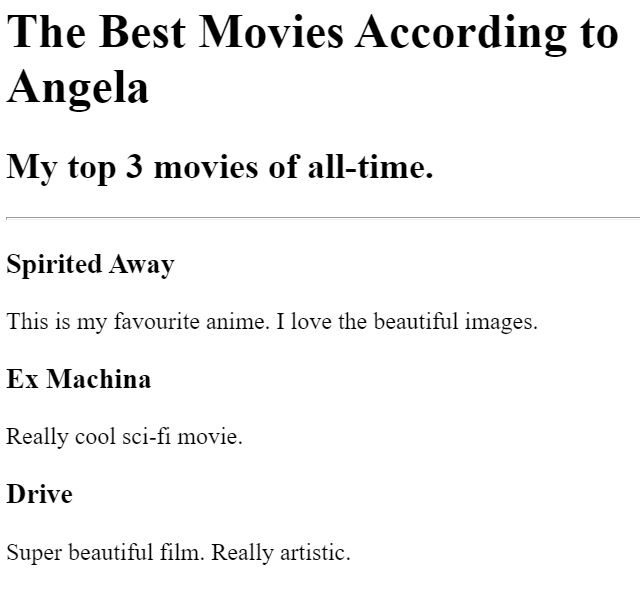 The Best Movies According to
Angela
My top 3 movies of all-time.
Spirited Away
This is my favourite anime. I love the beautiful images.
Ex Machina
Really cool sci-fi movie.
Drive
Super beautiful film. Really artistic.